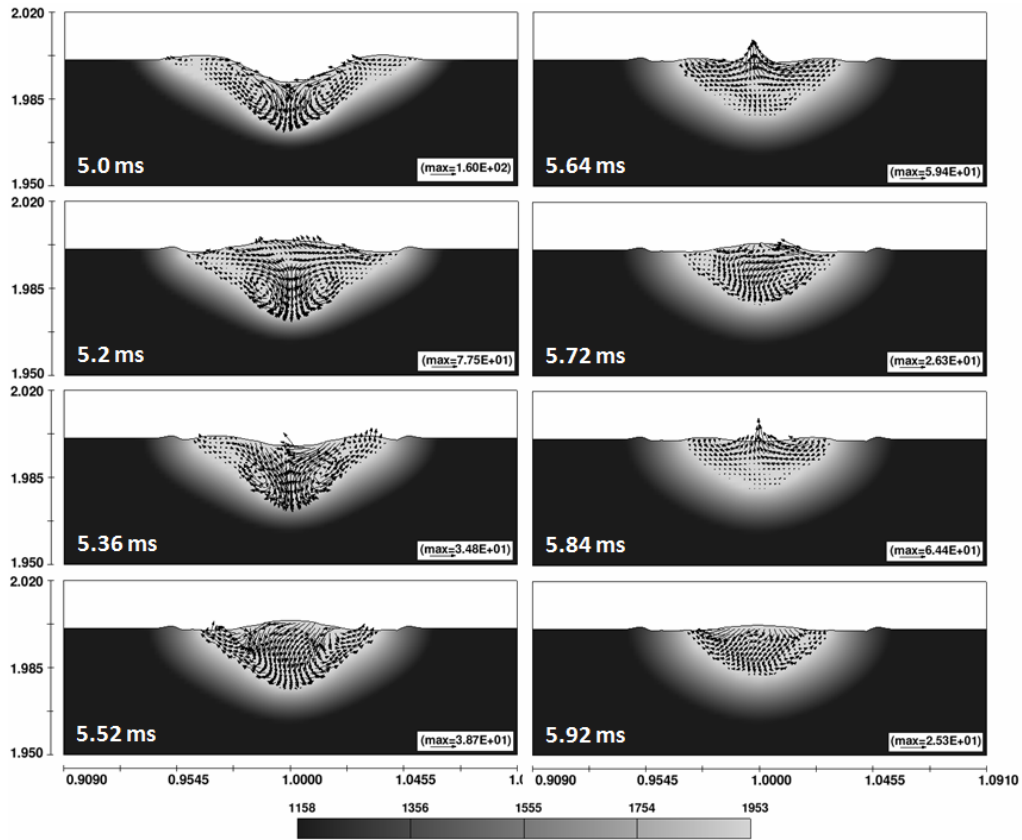 2.020
1.985
1.950
5.0 ms
(max=1.60E+02)
5.64 ms
(max=5.94E+01)
2.020
1.985
1.950
5.2 ms
(max=7.75E+01)
5.72 ms
(max=2.63E+01)
2.020
1.985
1.950
5.36 ms
(max=3.48E+01)
5.84 ms
(max=6.44E+01)
2.020
1.985
1.950
5.52 ms
(max=3.87E+01)
5.92 ms
(max=2.53E+01)
0.9090 0.9545 1.0000 1.0455 1.0 0.9090 0.9545 1.0000 1.0455 1.0910
1158 1356 1555 1754 1953